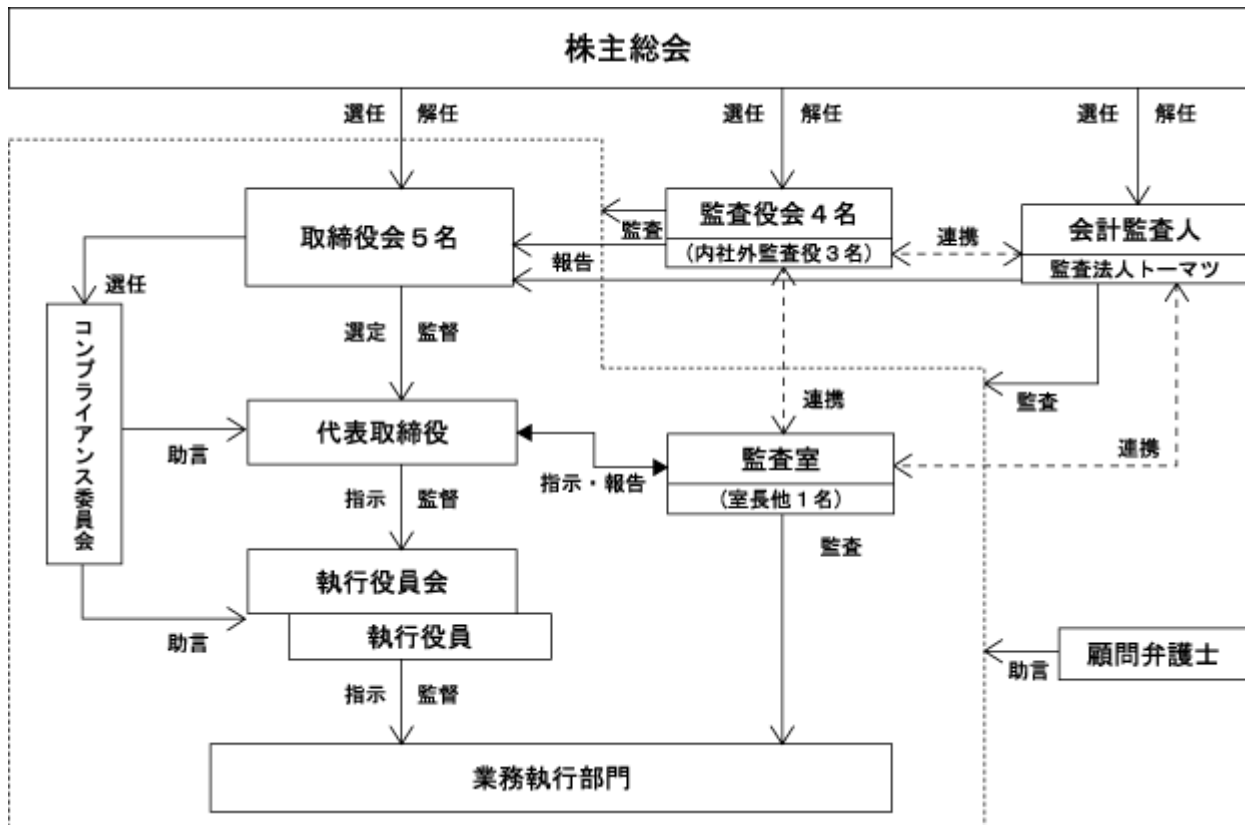 株主総会
選任 解任
選任 解任
選任 解任
取締役会5名
監査役会4名
(内社外監査役3名)
会計監査人
監査法人トーマツ
監査
報告
連携
選任
選定 監督
コンプライアンス委員会
連携
監査
代表取締役
助言
指示・報告
監査室
(室長他1名)
連携
指示 監督
監査
執行役員会
執行役員
助言
顧問弁護士
助言
指示 監督
業務執行部門